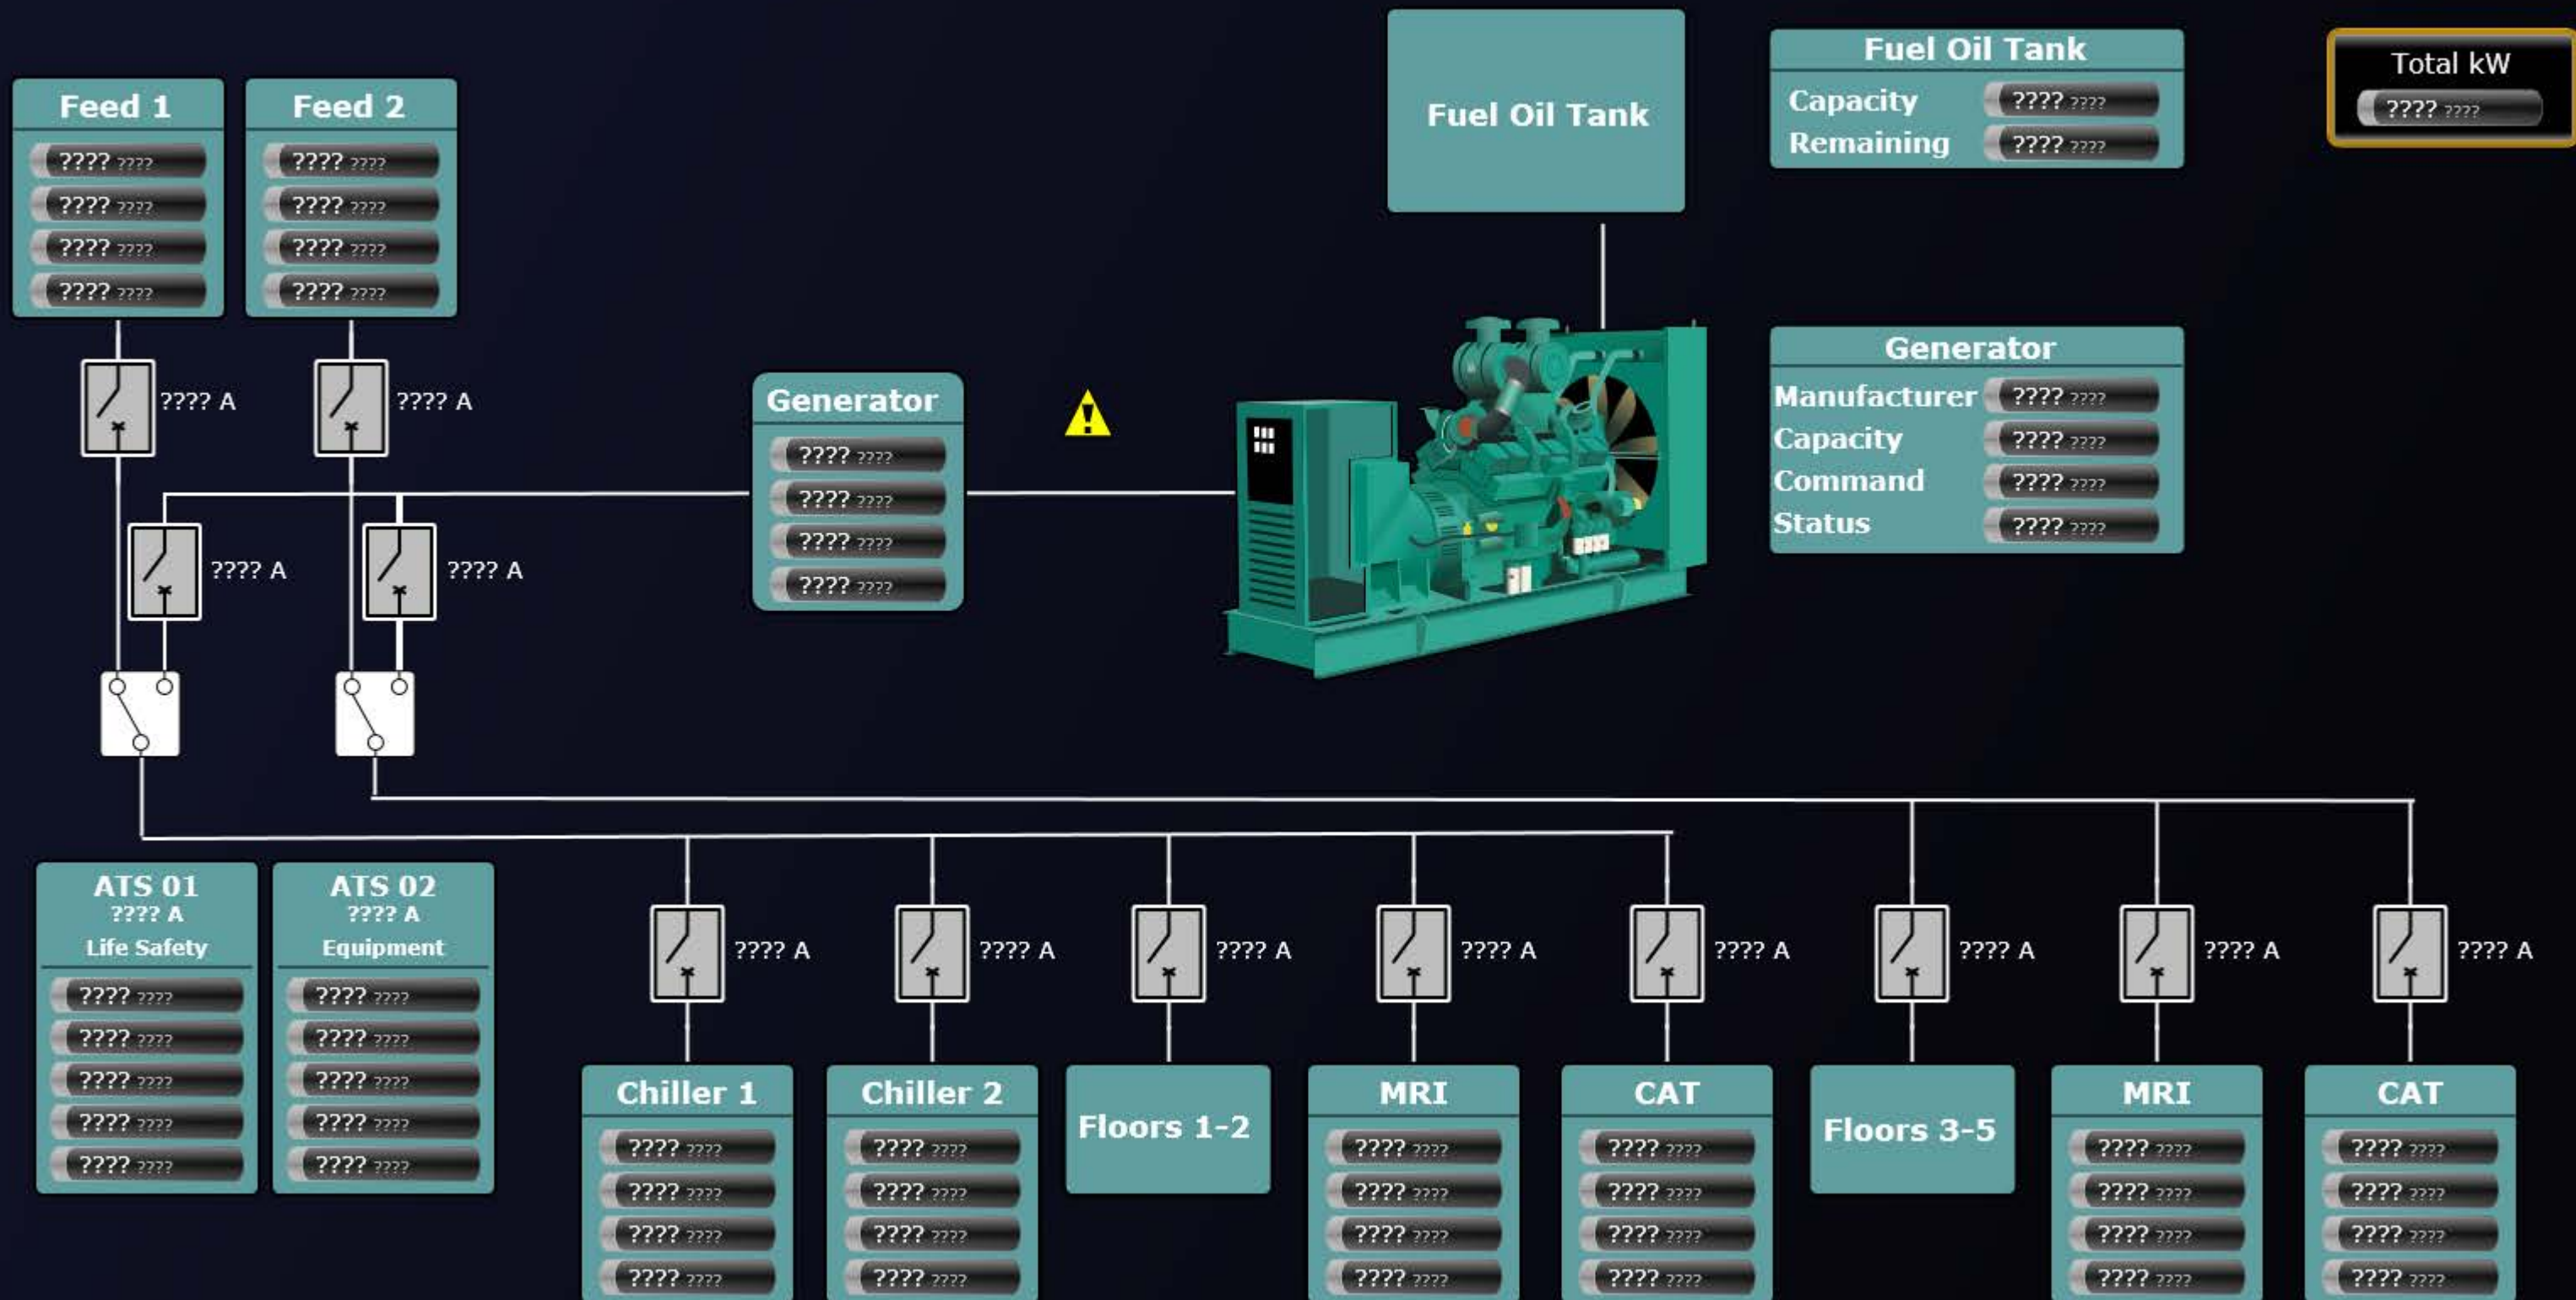 Fuel Oil Tank
Fuel Oil Tank
Capacity ???? ????
Remaining ???? ????
Total kW
???? ????
Feed 1
???? ????
???? ????
???? ????
???? ????
Feed 2
???? ????
???? ????
???? ????
???? ????
???? A
???? A
Generator
???? ????
???? ????
???? ????
???? ????
Generator
Manufacturer ???? ????
Capacity ???? ????
Command ???? ????
Status ???? ????
???? A
???? A
ATS 01
???? A
Life Safety
???? ????
???? ????
???? ????
???? ????
???? ????
ATS 02
???? A
Equipment
???? ????
???? ????
???? ????
???? ????
???? ????
???? A
???? A
???? A
???? A
???? A
???? A
???? A
???? A
Chiller 1
???? ????
???? ????
???? ????
???? ????
Chiller 2
???? ????
???? ????
???? ????
???? ????
Floors 1-2
MRI
???? ????
???? ????
???? ????
???? ????
CAT
???? ????
???? ????
???? ????
???? ????
Floors 3-5
MRI
???? ????
???? ????
???? ????
???? ????
CAT
???? ????
???? ????
???? ????
???? ????